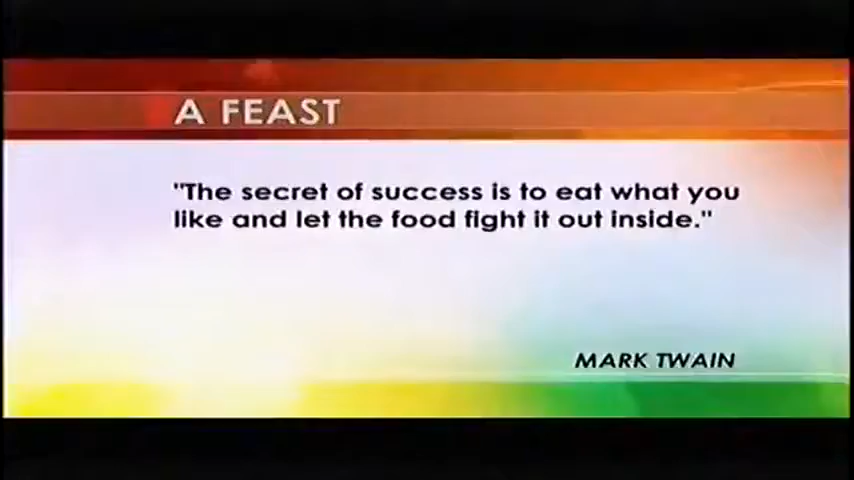 A FEAST
"The secret of success is to eat what you
like and let the food fight it out inside."
MARK TWAIN